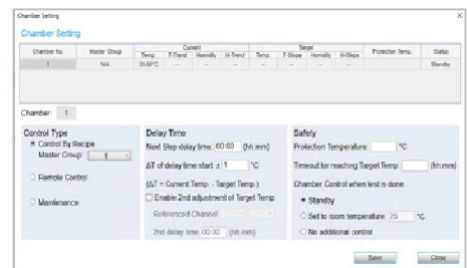 Chamber Setting
Chamber Setting
Chamber No. Master Group Current Target Protection Temp. Status
Temp. T-Trend Humidity H-Trend Temp. T-Slope Humidity H-Slope
1 N/A °C -- -- -- -- -- -- -- Standby
Chamber: 1
Control Type
Control By Recipe
Master Group: 1
Remote Control
Maintenance
Delay Time
Next Step delay time: 00:00 (hh:mm)
ΔT of delay time start: ± 1 °C
(ΔT = Current Temp. - Target Temp.)
Enable 2nd adjustment of Target Temp.
Referenced Channel
2nd delay time: 00:00 (hh:mm)
Safety
Protection Temperature: °C
Timeout for reaching Target Temp.: (hh:mm)
Chamber Control when test is done
Standby
Set to room temperature: 25 °C
No additional control
Save Close